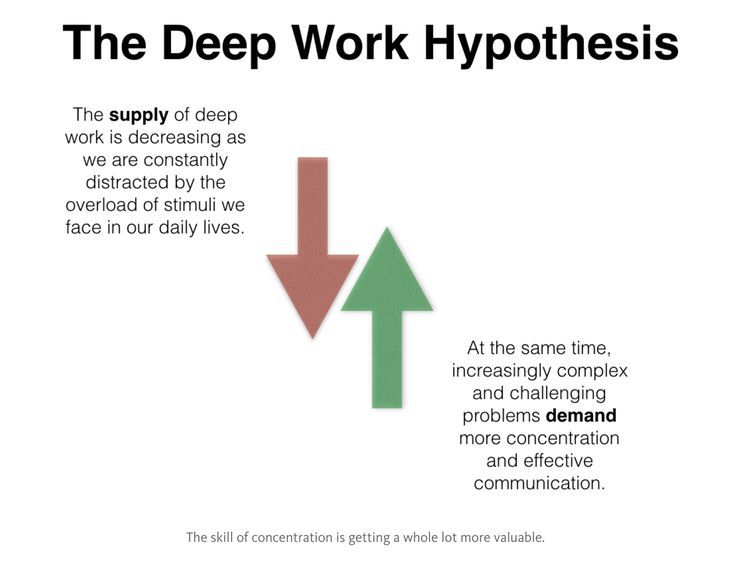 The Deep Work Hypothesis
The supply of deep
work is decreasing as
we are constantly
distracted by the
overload of stimuli we
face in our daily lives.
At the same time,
increasingly complex
and challenging
problems demand
more concentration
and effective
communication.
The skill of concentration is getting a whole lot more valuable.